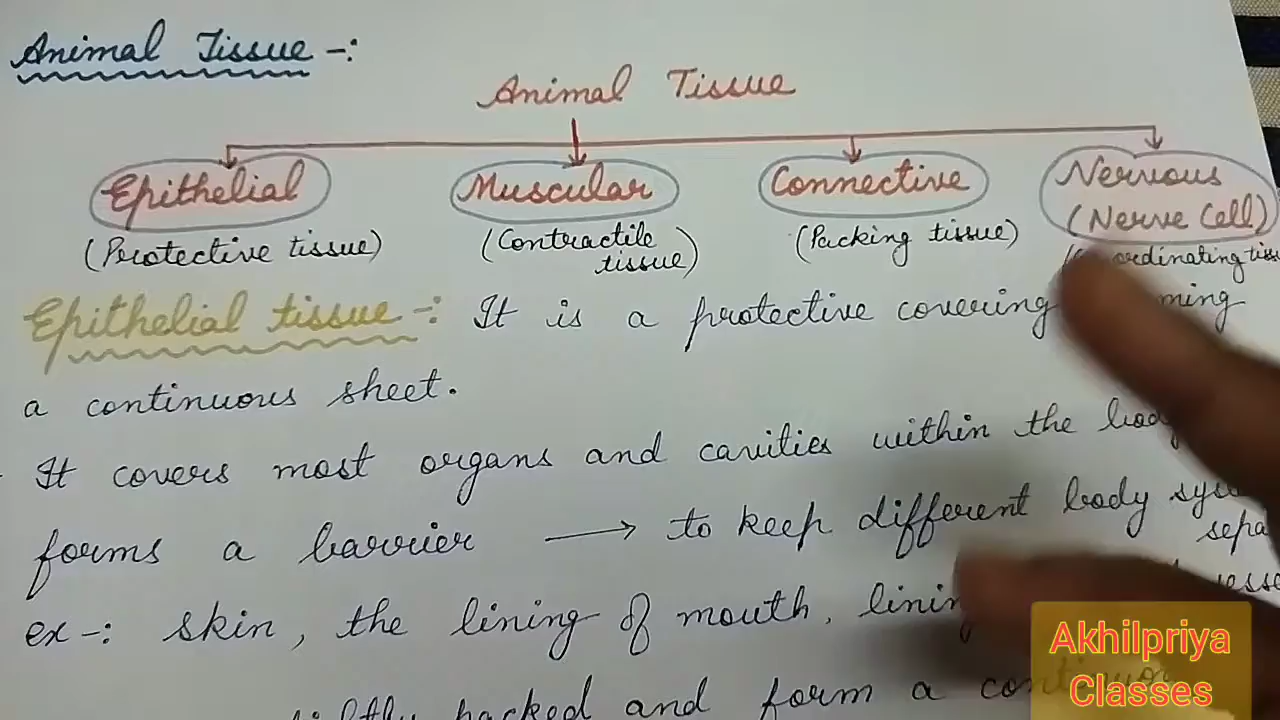 Animal Tissue -:
Animal Tissue
Epithelial Muscular Connective Nervous
(Nerve Cell)
(Protective tissue) (Contractile tissue) (Packing tissue)
Epithelial tissue -: It is a protective covering
a continuous sheet.
It covers most organs and cavities within the
forms a barrier → to keep different body
ex -: skin, the lining of mouth,
packed and form a
Akhilpriya
Classes